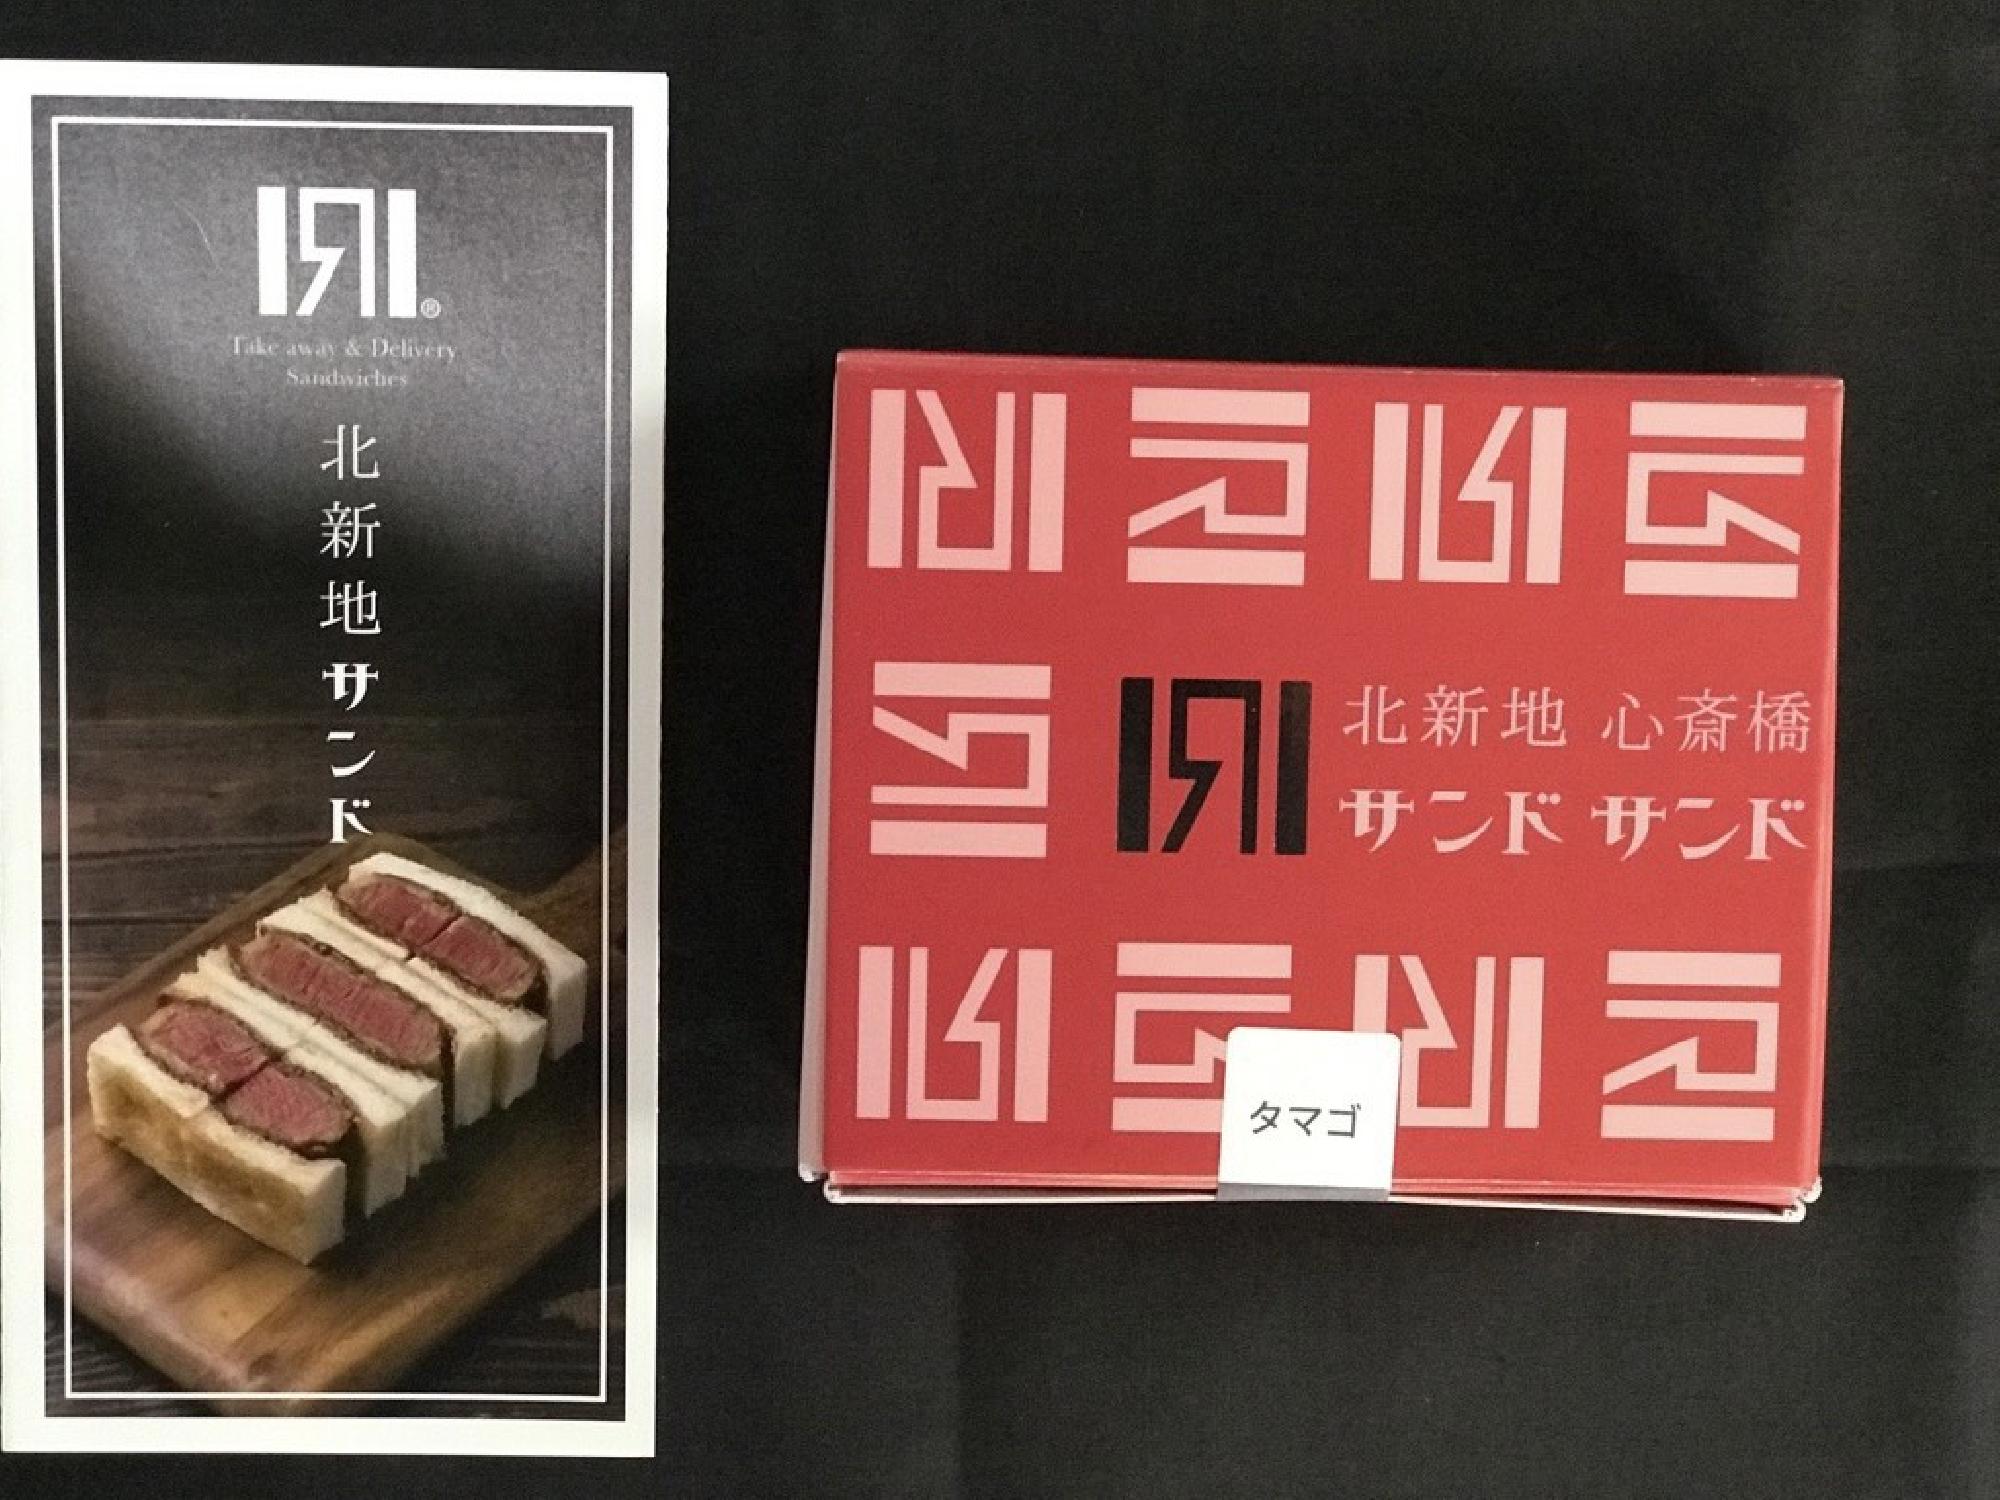 Take away & Delivery
Sandwiches
北新地サンド
北新地 心斎橋
サンド サンド
タマゴ